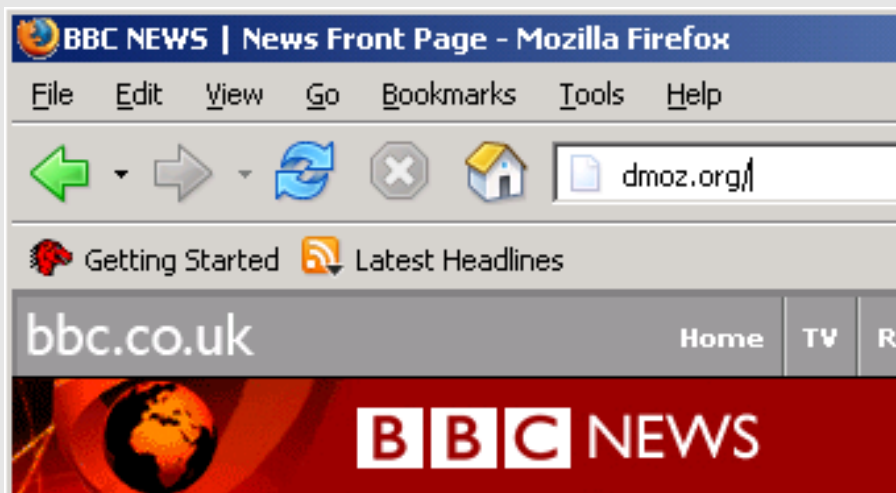 BBC NEWS | News Front Page - Mozilla Firefox
File Edit View Go Bookmarks Tools Help
dmoz.org/
Getting Started Latest Headlines
bbc.co.uk Home TV R
BBC NEWS